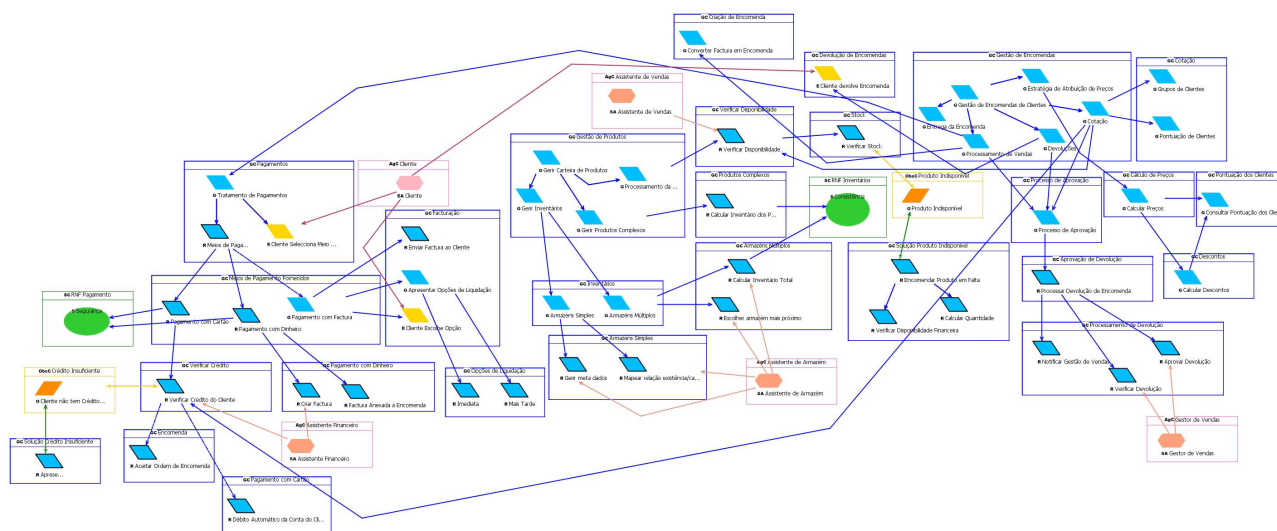 GC Criação de Encomenda
G Converter Factura em Encomenda
GC Devolução de Encomenda
E Cliente devolve Encomenda
GC Gestão de Encomendas
G Estratégia de Atribuição de Preços
G Gestão de Encomendas de Clientes
G Entrega da Encomenda
G Cotação
G Processamento de Vendas
G Devoluções
GC Cotação
G Grupos de Clientes
G Pontuação de Clientes
AgC Assistente de Vendas
SA Assistente de Vendas
GC Verificar Disponibilidade
R Verificar Disponibilidade
GC Stock
R Verificar Stock
GC Gestão de Produtos
G Gerir Carteira de Produtos
G Processamento da ...
G Gerir Inventários
G Gerir Produtos Complexos
GC Pagamentos
G Tratamento de Pagamentos
R Meios de Paga...
E Cliente Selecciona Meio ...
AgC Cliente
SA Cliente
GC Produtos Complexos
R Calcular Inventário dos P...
SC RNF Inventários
S Consistência
ObsC Produto Indisponível
O Produto Indisponível
GC Processo de Aprovação
G Processo de Aprovação
GC Cálculo de Preços
G Calcular Preços
GC Pontuação dos Clientes
G Consultar Pontuação dos Clie
GC Facturação
R Enviar Factura ao Cliente
G Apresentar Opções de Liquidação
E Cliente Escolhe Opção
GC Armazéns Múltiplos
R Calcular Inventário Total
R Escolher armazem mais próximo
GC Solução Produto Indisponível
R Encomendar Produto em Falta
R Verificar Disponibilidade Financeira
R Calcular Quantidade
GC Aprovação de Devolução
R Processar Devolução de Encomenda
GC Descontos
G Calcular Descontos
GC Meios de Pagamento Fornecidos
R Pagamento com Cartão
R Pagamento com Dinheiro
G Pagamento com Factura
SC RNF Pagamento
S Segurança
GC Inventários
G Armazéns Simples
G Armazéns Múltiplos
GC Processamento de Devolução
R Notificar Gestão de Vendas
R Verificar Devolução
R Aprovar Devolução
GC Armazéns Simples
R Gerir meta dados
R Mapear relação existência/ca...
AgC Assistente de Armazém
SA Assistente de Armazém
ObsC Crédito Insuficiente
O Cliente não tem Crédito...
GC Verificar Crédito
R Verificar Crédito do Cliente
GC Pagamento com Dinheiro
R Criar Factura
R Factura Anexada à Encomenda
GC Opções de Liquidação
R Imediata
R Mais Tarde
AgC Gestor de Vendas
SA Gestor de Vendas
GC Solução Crédito Insuficiente
R Aprese...
GC Encomenda
R Aceitar Ordem de Encomenda
AgC Assistente Financeiro
SA Assistente Financeiro
GC Pagamento com Cartão
R Débito Automático da Conta do Cli...